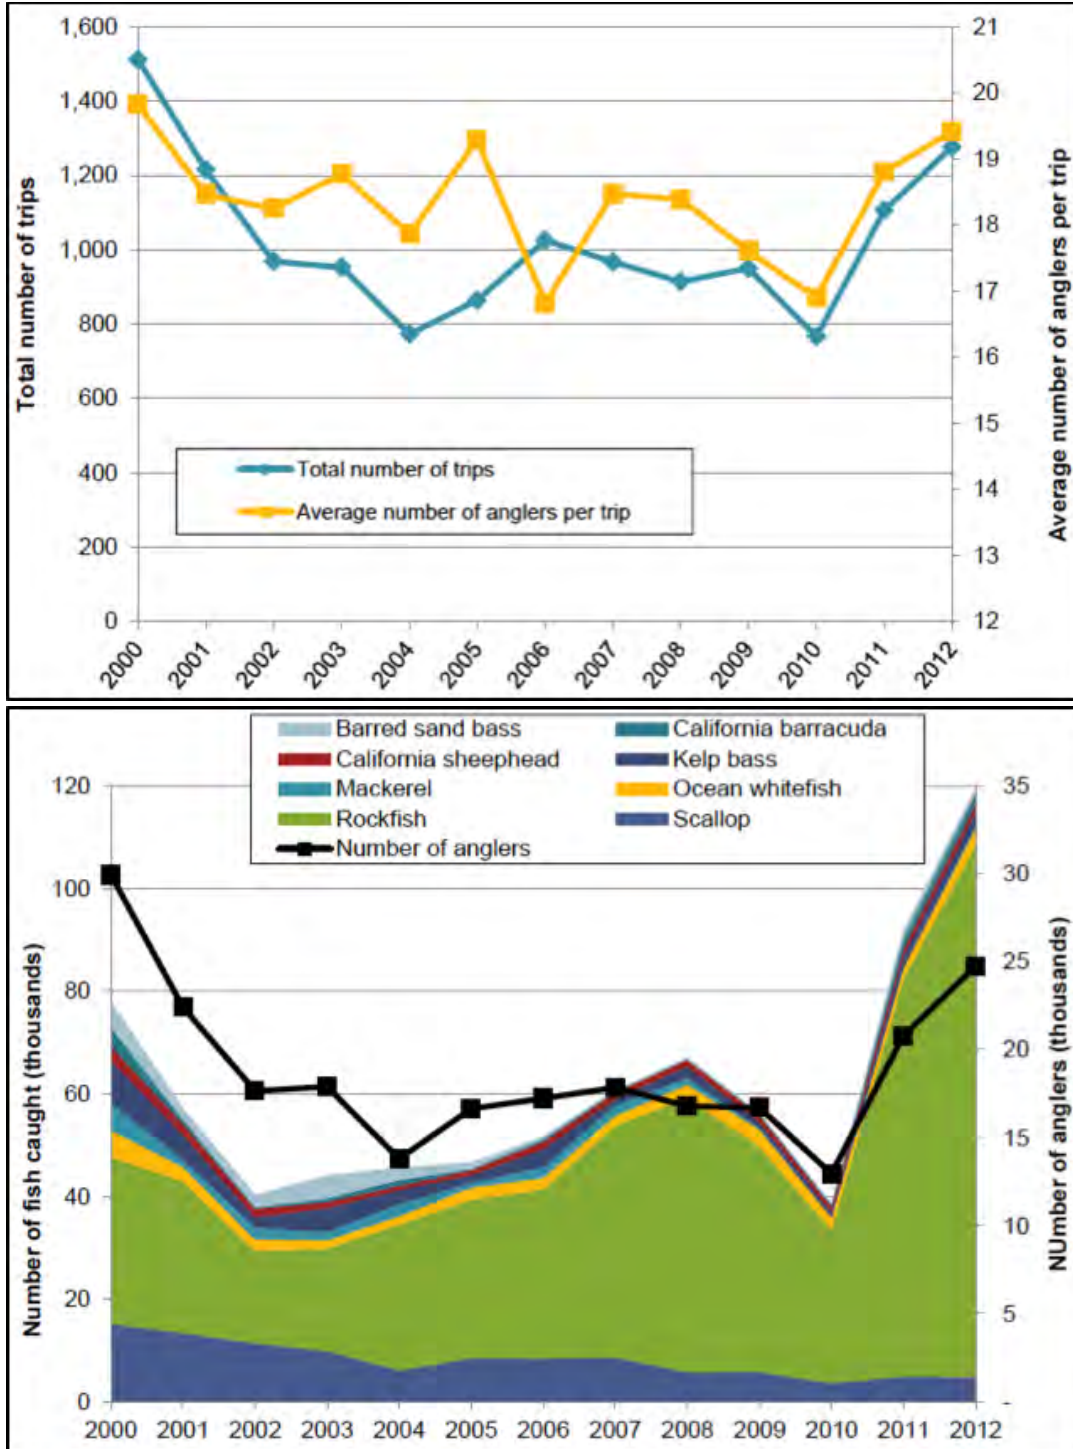 1,600
1,400
1,200
1,000
800
600
400
200
0
Total number of trips
21
20
19
18
17
16
15
14
13
12
Average number of anglers per trip
Total number of trips
Average number of anglers per trip
2000 2001 2002 2003 2004 2005 2006 2007 2008 2009 2010 2011 2012
Barred sand bass California barracuda
California sheephead Kelp bass
Mackerel Ocean whitefish
Rockfish Scallop
Number of anglers
120
100
80
60
40
20
0
Number of fish caught (thousands)
35
30
25
20
15
10
5
-
NUmber of anglers (thousands)
2000 2001 2002 2003 2004 2005 2006 2007 2008 2009 2010 2011 2012